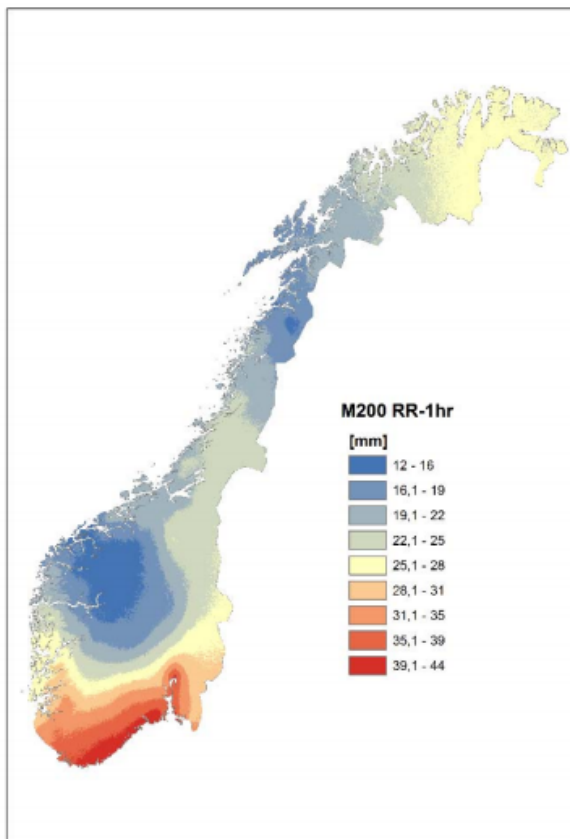 M200 RR-1hr
[mm]
12 - 16
16,1 - 19
19,1 - 22
22,1 - 25
25,1 - 28
28,1 - 31
31,1 - 35
35,1 - 39
39,1 - 44